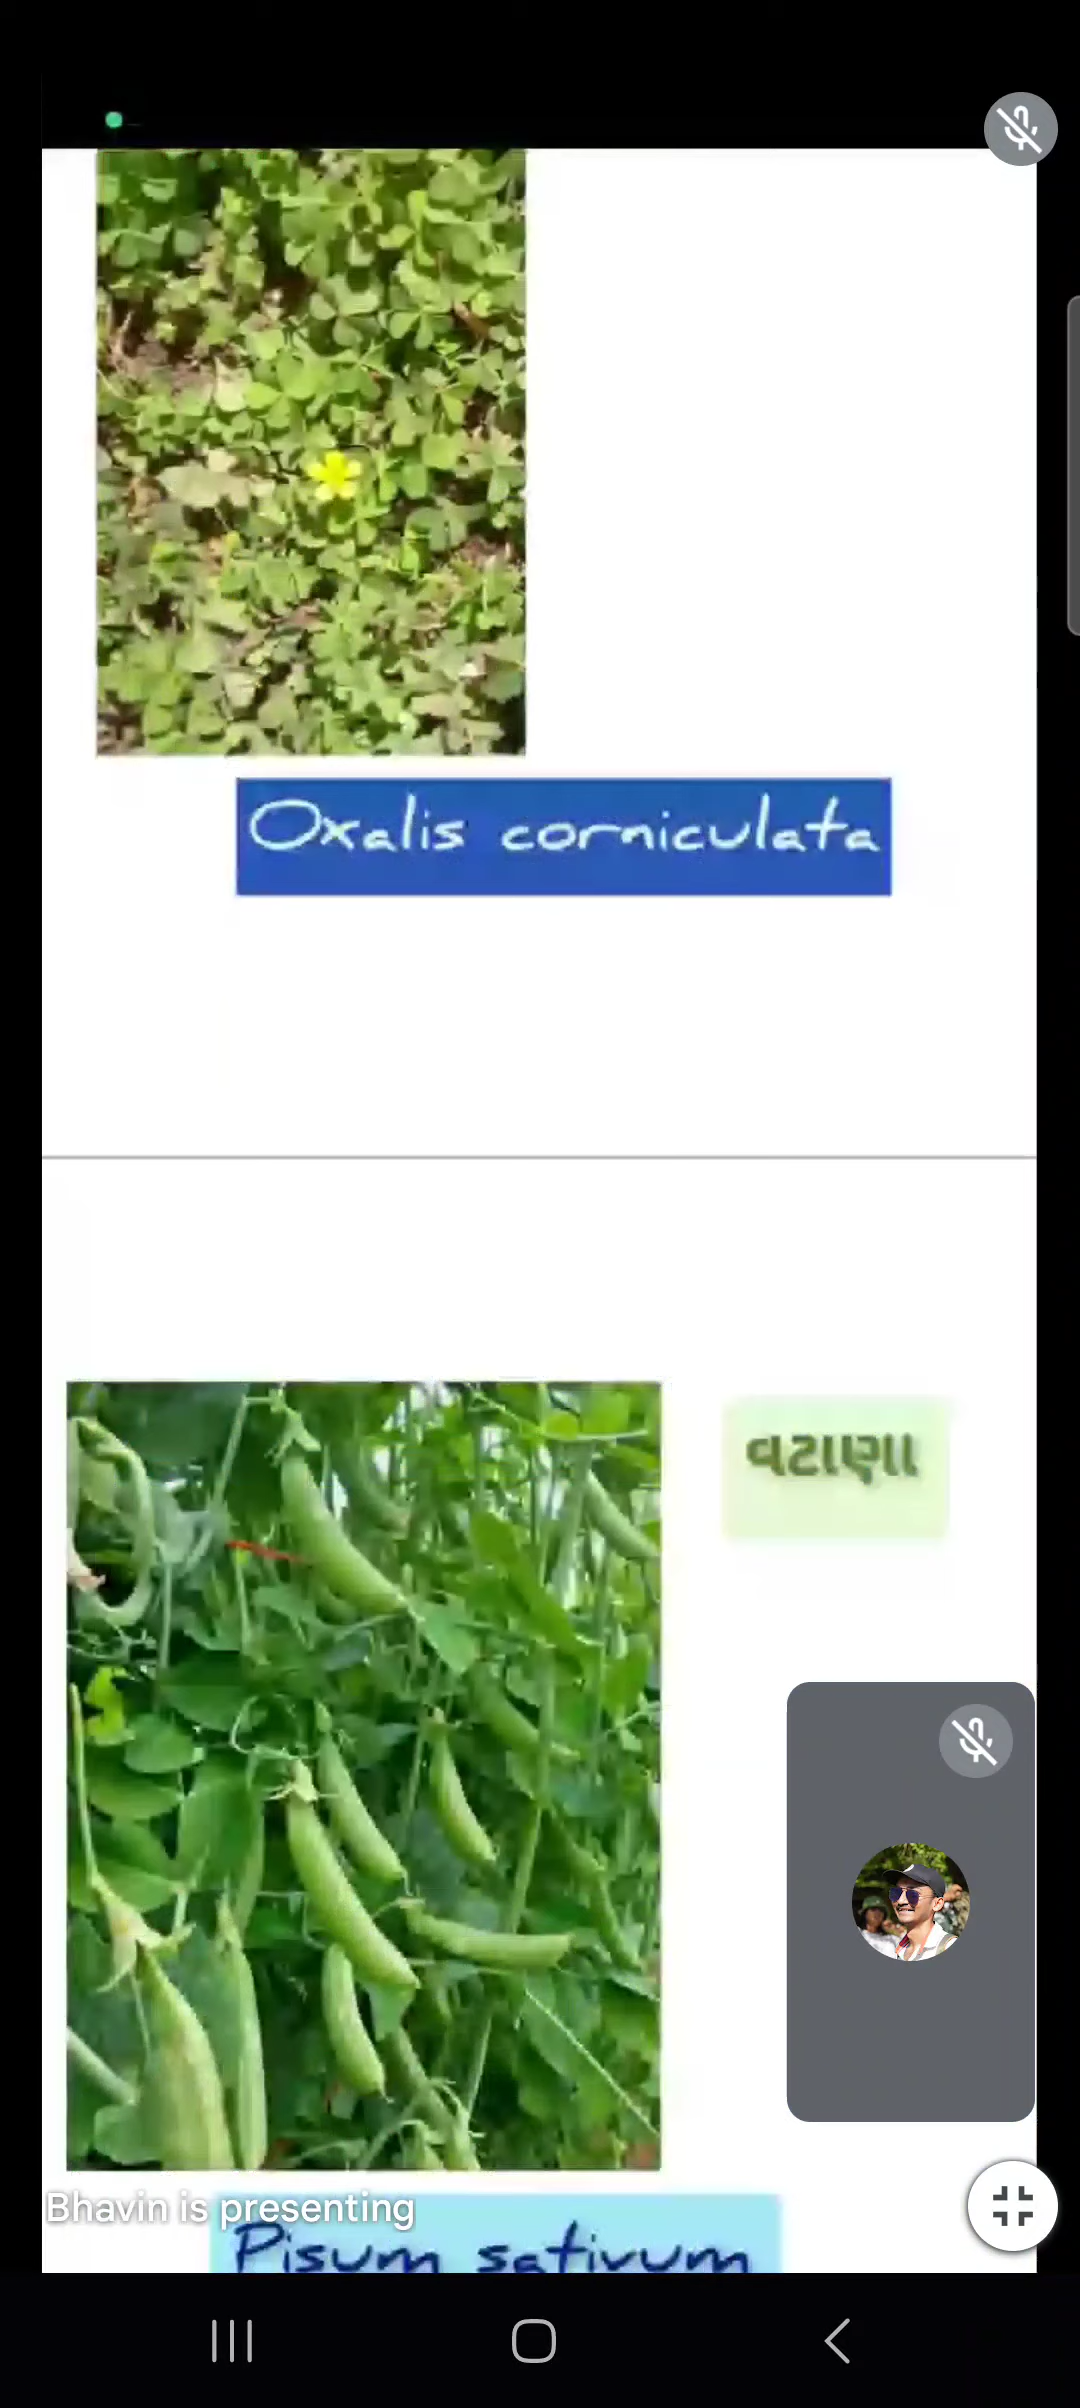 Oxalis corniculata
વટાણા
Bhavin is presenting
Pisum sativum